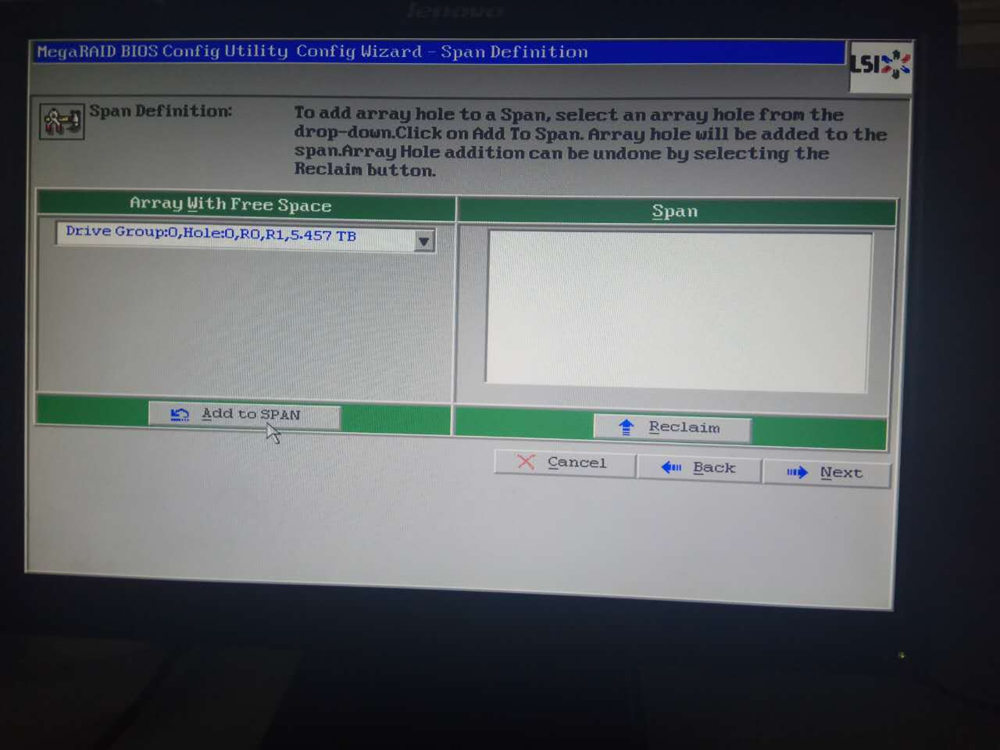 lenovo
MegaRAID BIOS Config Utility Config Wizard - Span Definition
LSI
Span Definition:
To add array hole to a Span, select an array hole from the
drop-down.Click on Add To Span. Array hole will be added to the
span.Array Hole addition can be undone by selecting the
Reclaim button.
Array With Free Space
Span
Drive Group:0,Hole:0,R0,R1,5.457 TB
Add to SPAN
Reclaim
Cancel
Back
Next